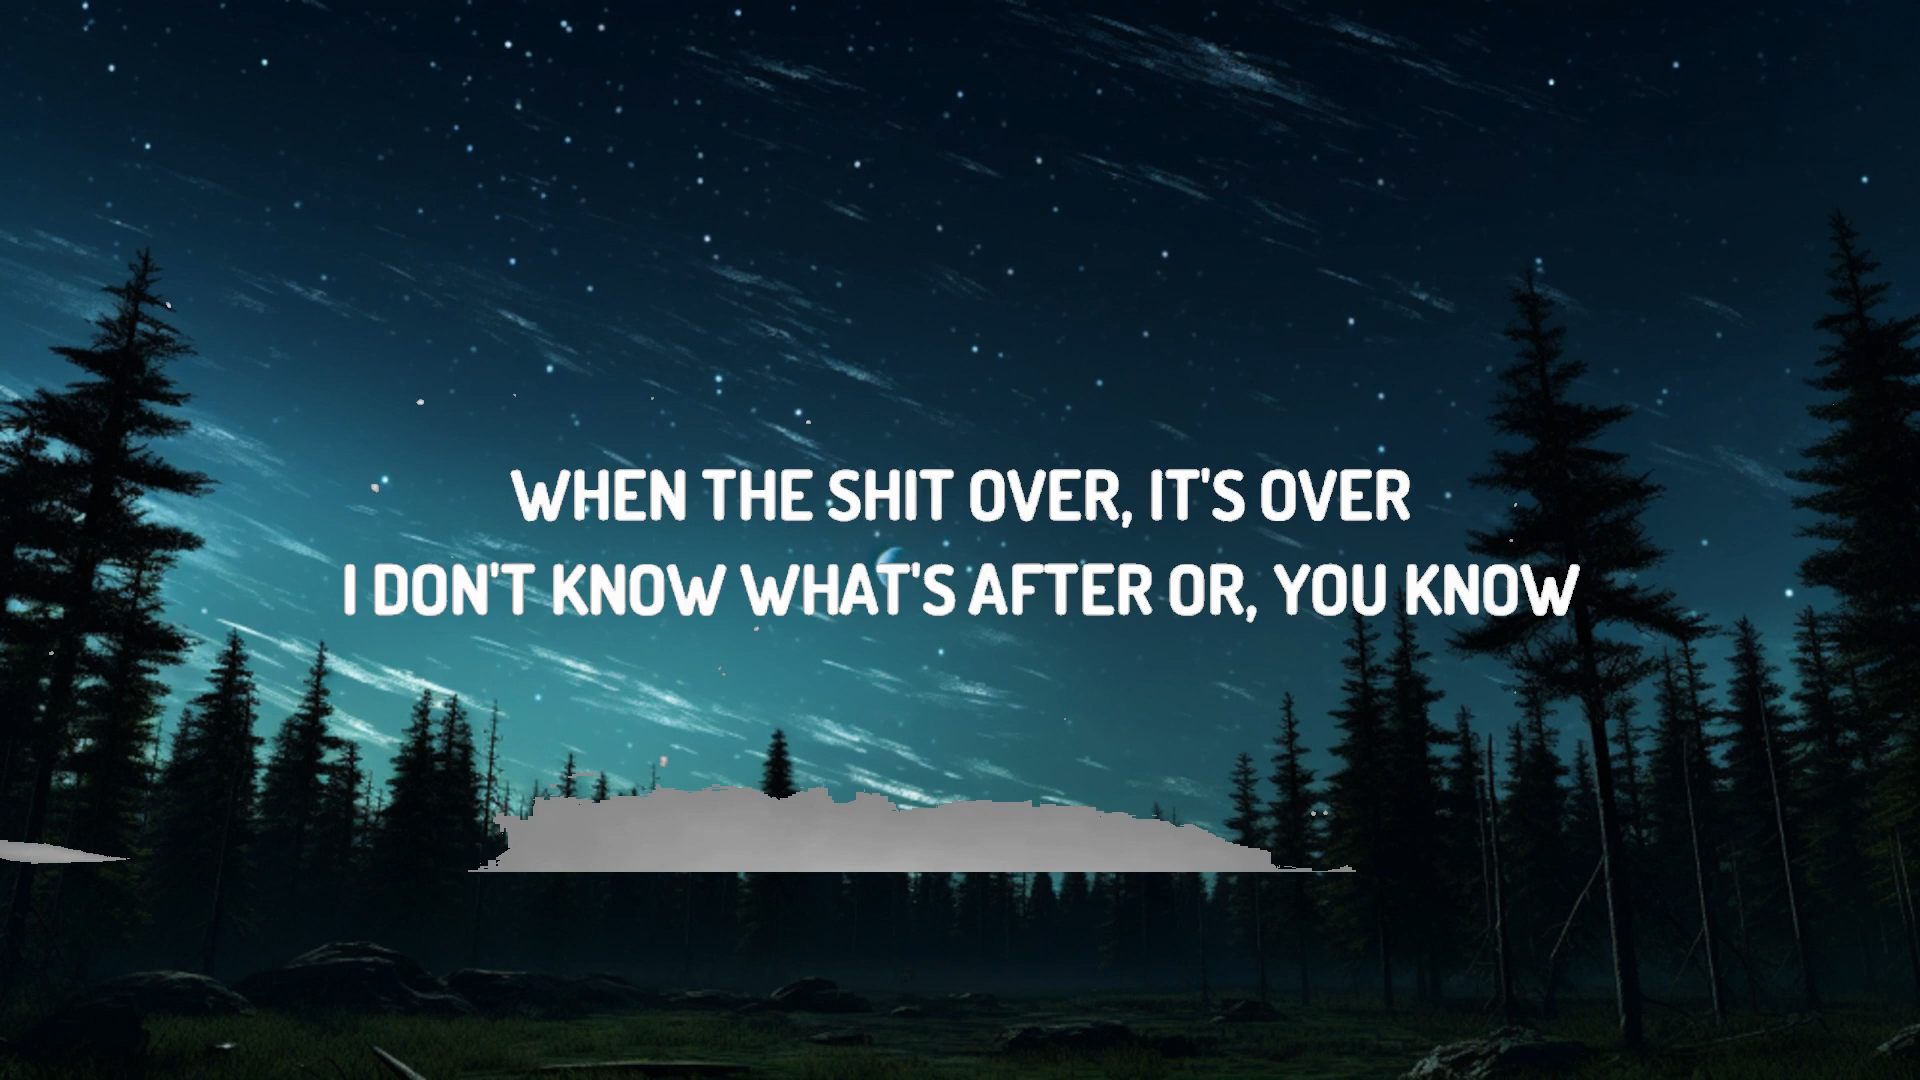 WHEN THE SHIT OVER, IT'S OVER
I DON'T KNOW WHAT'S AFTER OR, YOU KNOW